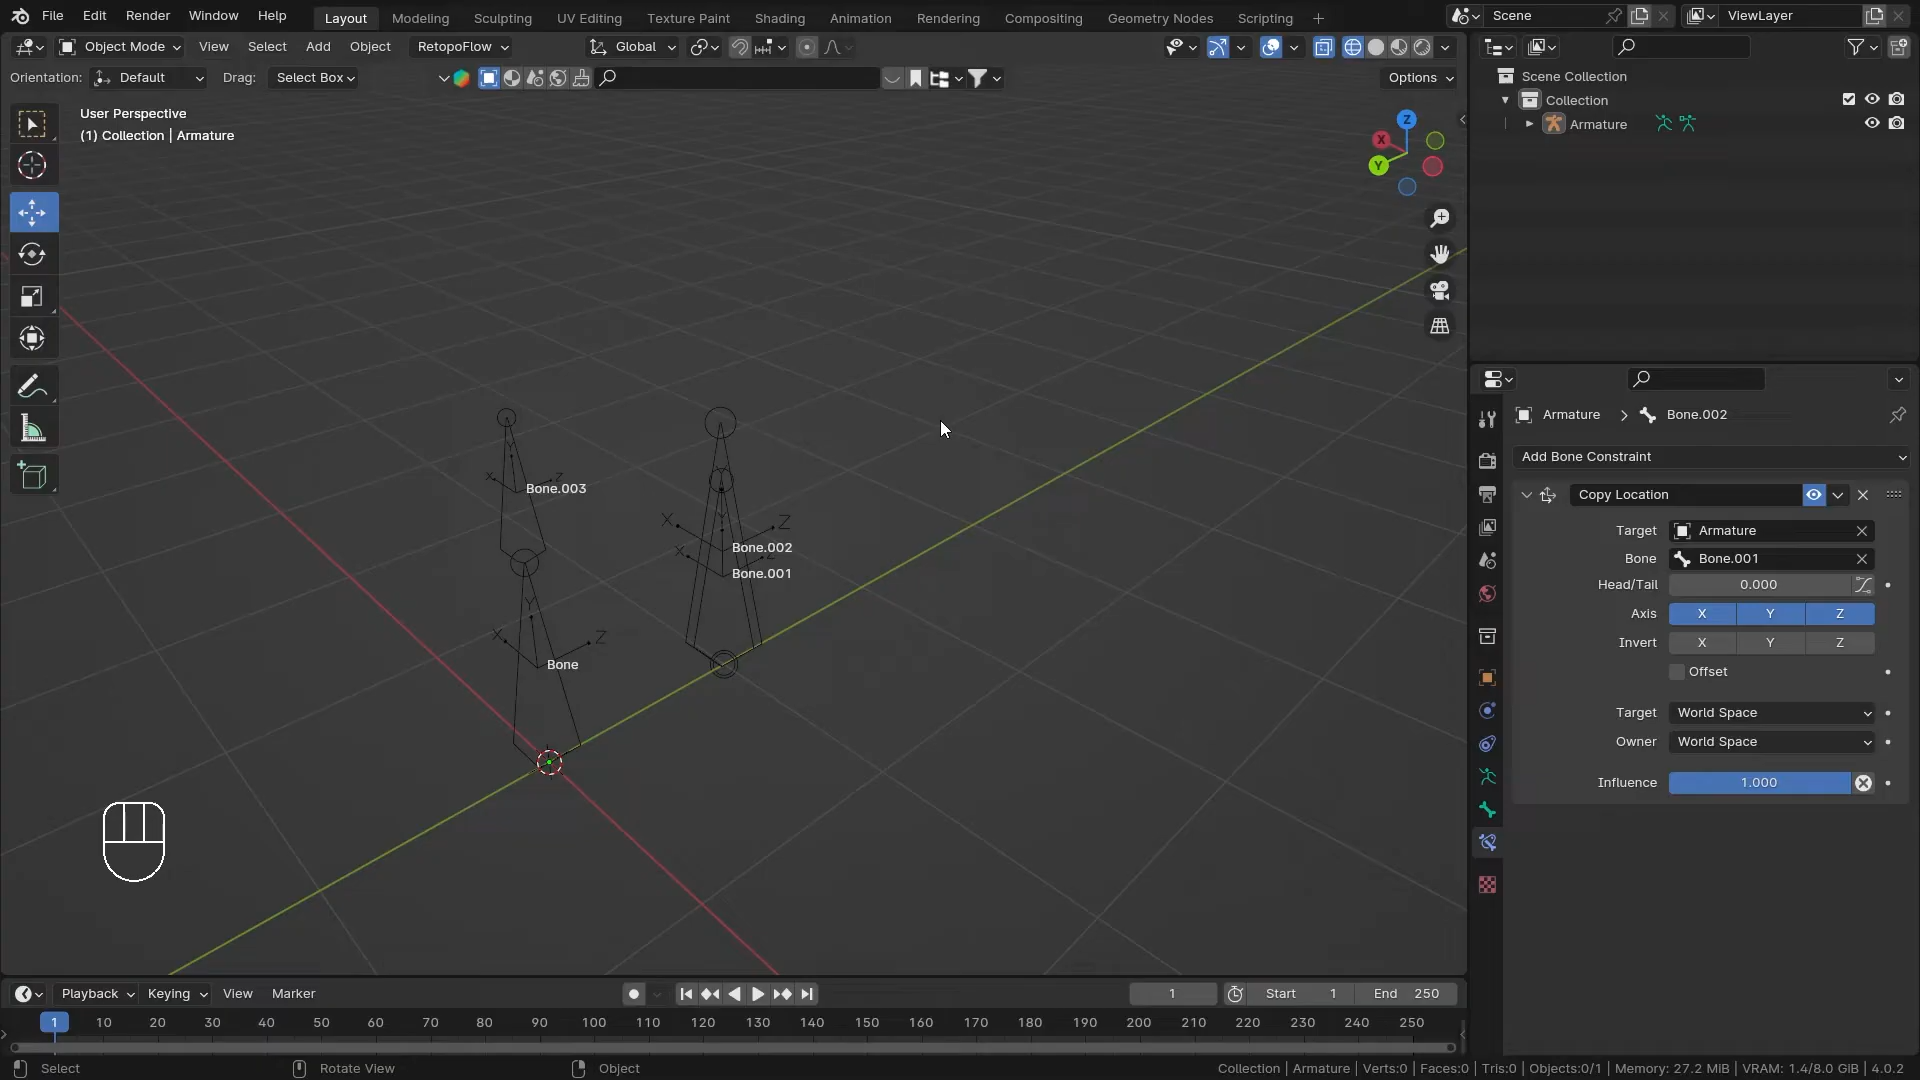 File Edit Render Window Help Layout Modeling Sculpting UV Editing Texture Paint Shading Animation Rendering Compositing Geometry Nodes Scripting Scene ViewLayer
Object Mode View Select Add Object RetopoFlow Global
Orientation: Default Drag: Select Box Options
User Perspective
(1) Collection | Armature
Z
X
Y
Bone.003
X Z
Y
Bone.002
X Z
Bone.001
X
Y
X Z
Bone
Scene Collection
Collection
Armature
Armature Bone.002
Add Bone Constraint
Copy Location
Target Armature
Bone Bone.001
Head/Tail 0.000
Axis X Y Z
Invert X Y Z
Offset
Target World Space
Owner World Space
Influence 1.000
Playback Keying View Marker 1 Start 1 End 250
1 10 20 30 40 50 60 70 80 90 100 110 120 130 140 150 160 170 180 190 200 210 220 230 240 250
Select Rotate View Object Collection | Armature | Verts:0 | Faces:0 | Tris:0 | Objects:0/1 | Memory: 27.2 MiB | VRAM: 1.4/8.0 GiB | 4.0.2